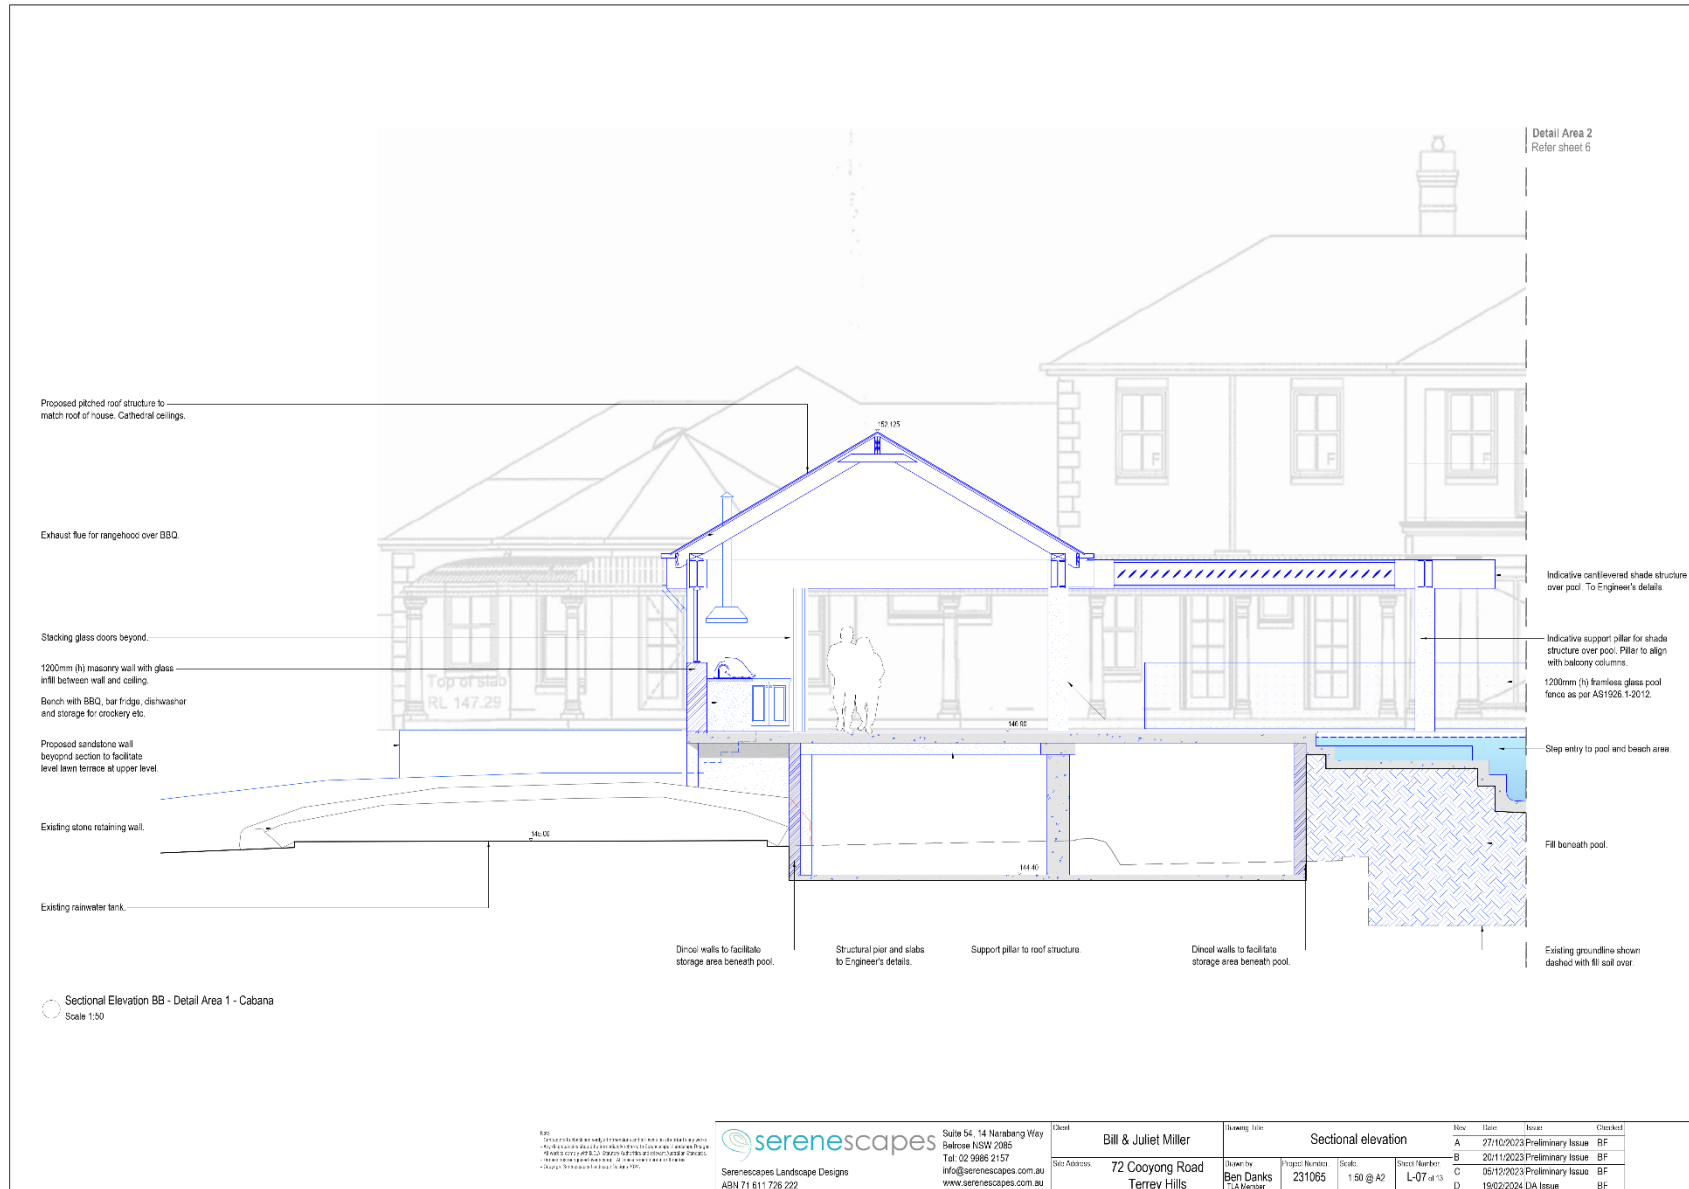 Detail Area 2
Refer sheet 6
Proposed pitched roof structure to
match roof of house. Cathedral ceilings.
152.125
F
F
Exhaust flue for rangehood over BBQ.
Indicative cantilevered shade structure
over pool. To Engineer's details.
Stacking glass doors beyond.
Indicative support pillar for shade
structure over pool. Pillar to align
with balcony columns.
1200mm (h) masonry wall with glass
infill between wall and ceiling.
Top of slab
RL 147.29
1200mm (h) framless glass pool
fence as per AS1926.1-2012.
Bench with BBQ, bar fridge, dishwasher
and storage for crockery etc.
146.90
Proposed sandstone wall
beyopnd section to facilitate
level lawn terrace at upper level.
Step entry to pool and beach area.
Existing stone retaining wall.
145.00
Fill beneath pool.
144.40
Existing rainwater tank.
Dincel walls to facilitate
storage area beneath pool.
Structural pier and slabs
to Engineer's details.
Support pillar to roof structure.
Dincel walls to facilitate
storage area beneath pool.
Existing groundline shown
dashed with fill soil over.
Sectional Elevation BB - Detail Area 1 - Cabana
Scale 1:50
serenescapes
Serenescapes Landscape Designs
ABN 71 611 726 222
Suite 54, 14 Narabang Way
Belrose NSW 2085
Tel: 02 9986 2157
info@serenescapes.com.au
www.serenescapes.com.au
Client
Bill & Juliet Miller
Site Address:
72 Cooyong Road
Terrey Hills
Drawing Title
Sectional elevation
Drawn by
Ben Danks
TLA Member
Project Number:
231065
Scale:
1:50 @ A2
Sheet Number
L-07 of 13
Rev Date Issue Checked
A 27/10/2023 Preliminary Issue BF
B 20/11/2023 Preliminary Issue BF
C 05/12/2023 Preliminary Issue BF
D 19/02/2024 DA Issue BF